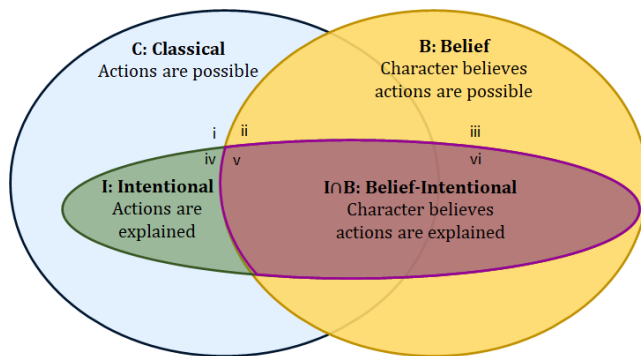 C: Classical
Actions are possible
B: Belief
Character believes
actions are possible
i
ii
iii
iv
v
vi
I: Intentional
Actions are
explained
I∩B: Belief-Intentional
Character believes
actions are explained